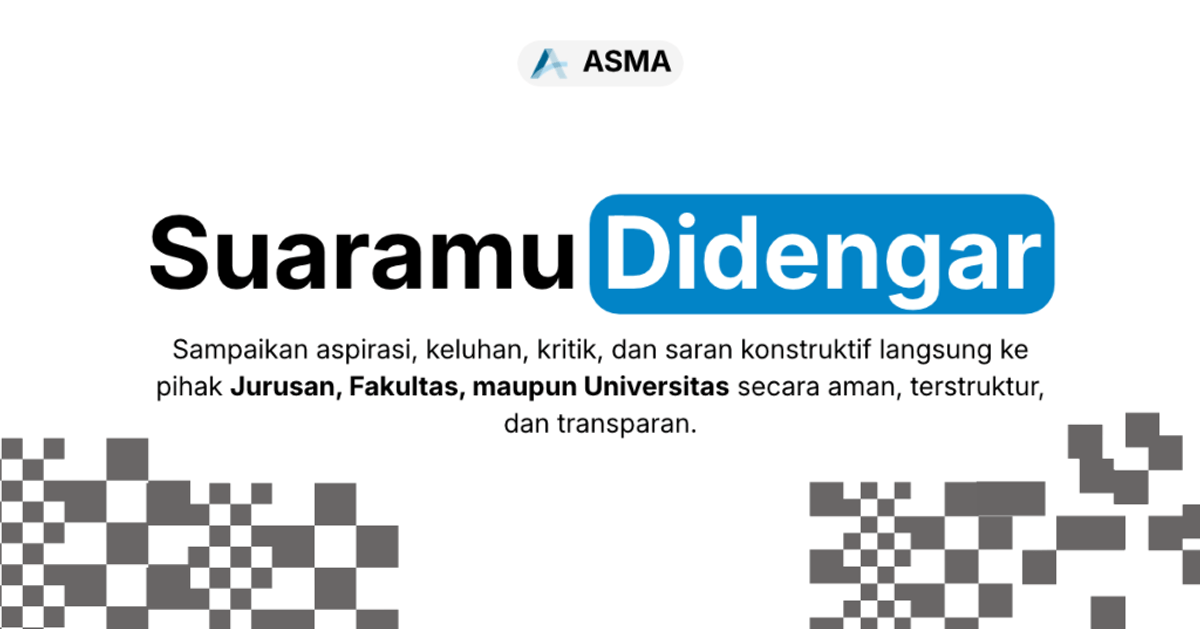 ASMA
Suaramu Didengar
Sampaikan aspirasi, keluhan, kritik, dan saran konstruktif langsung ke
pihak Jurusan, Fakultas, maupun Universitas secara aman, terstruktur,
dan transparan.